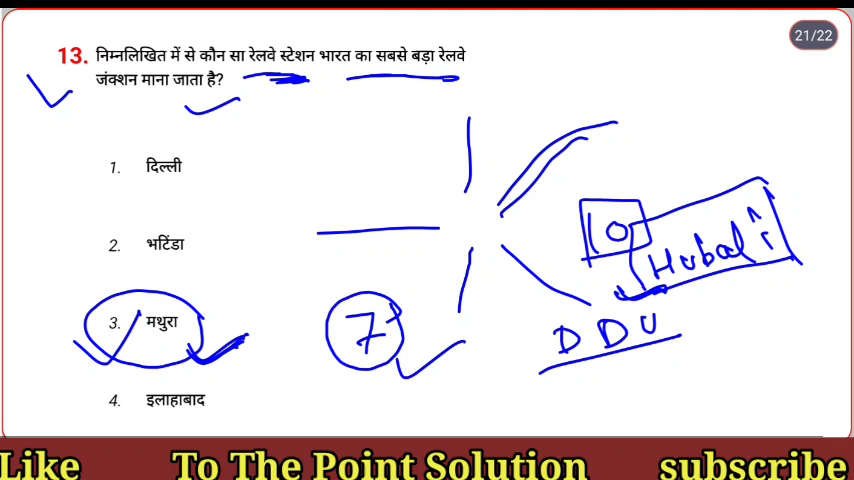 21/22
13. निम्नलिखित में से कौन सा रेलवे स्टेशन भारत का सबसे बड़ा रेलवे
जंक्शन माना जाता है?
1. दिल्ली
2. भटिंडा
10
Hubali
3. मथुरा
7
DDU
4. इलाहाबाद
Like To The Point Solution subscribe